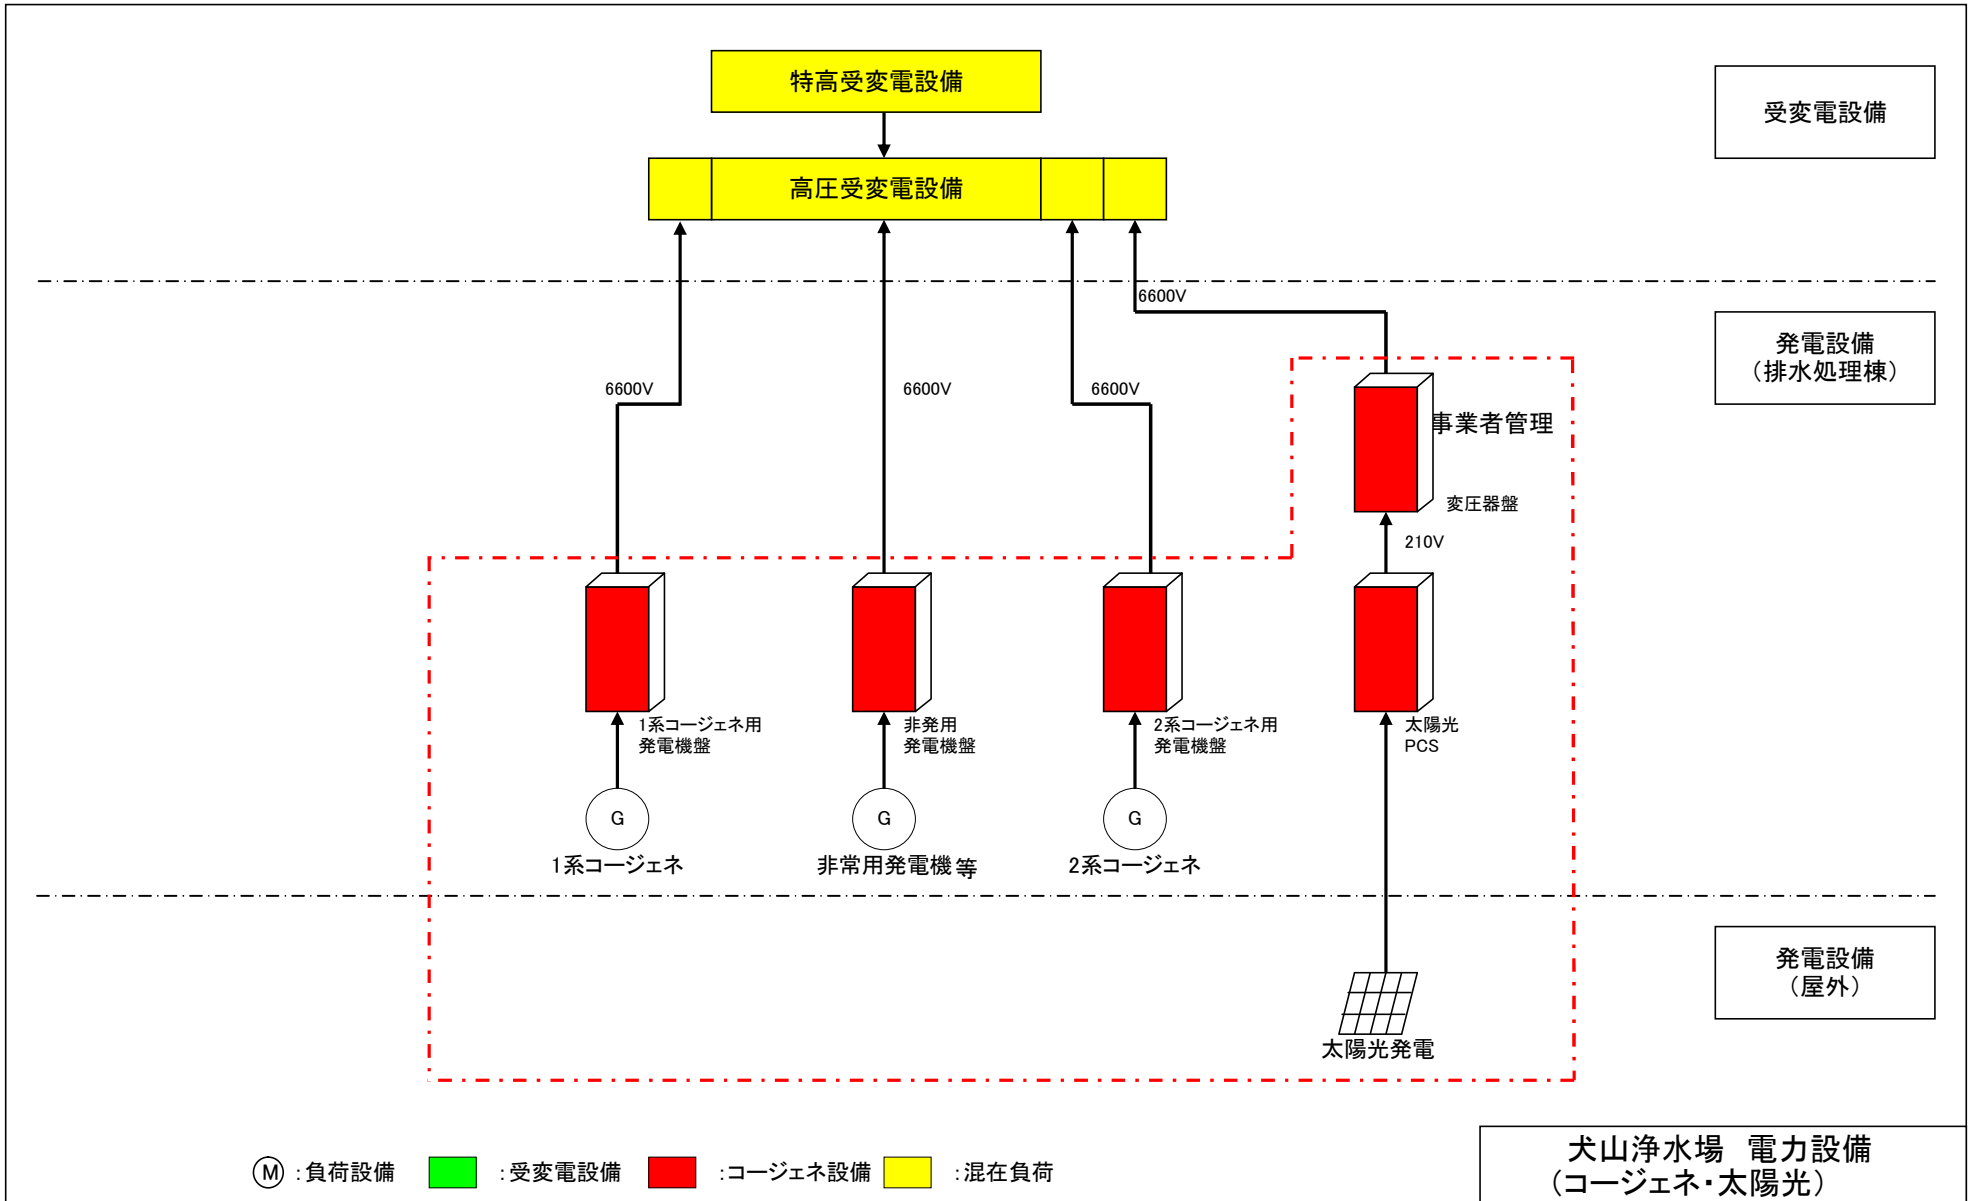 特高受変電設備
受変電設備
高圧受変電設備
6600V
発電設備
（排水処理棟）
6600V
6600V
6600V
事業者管理
変圧器盤
210V
1系コージェネ用
発電機盤
非発用
発電機盤
2系コージェネ用
発電機盤
太陽光
PCS
G
G
G
1系コージェネ
非常用発電機等
2系コージェネ
発電設備
（屋外）
太陽光発電
M：負荷設備
：受変電設備
：コージェネ設備
：混在負荷
犬山浄水場　電力設備
（コージェネ・太陽光）